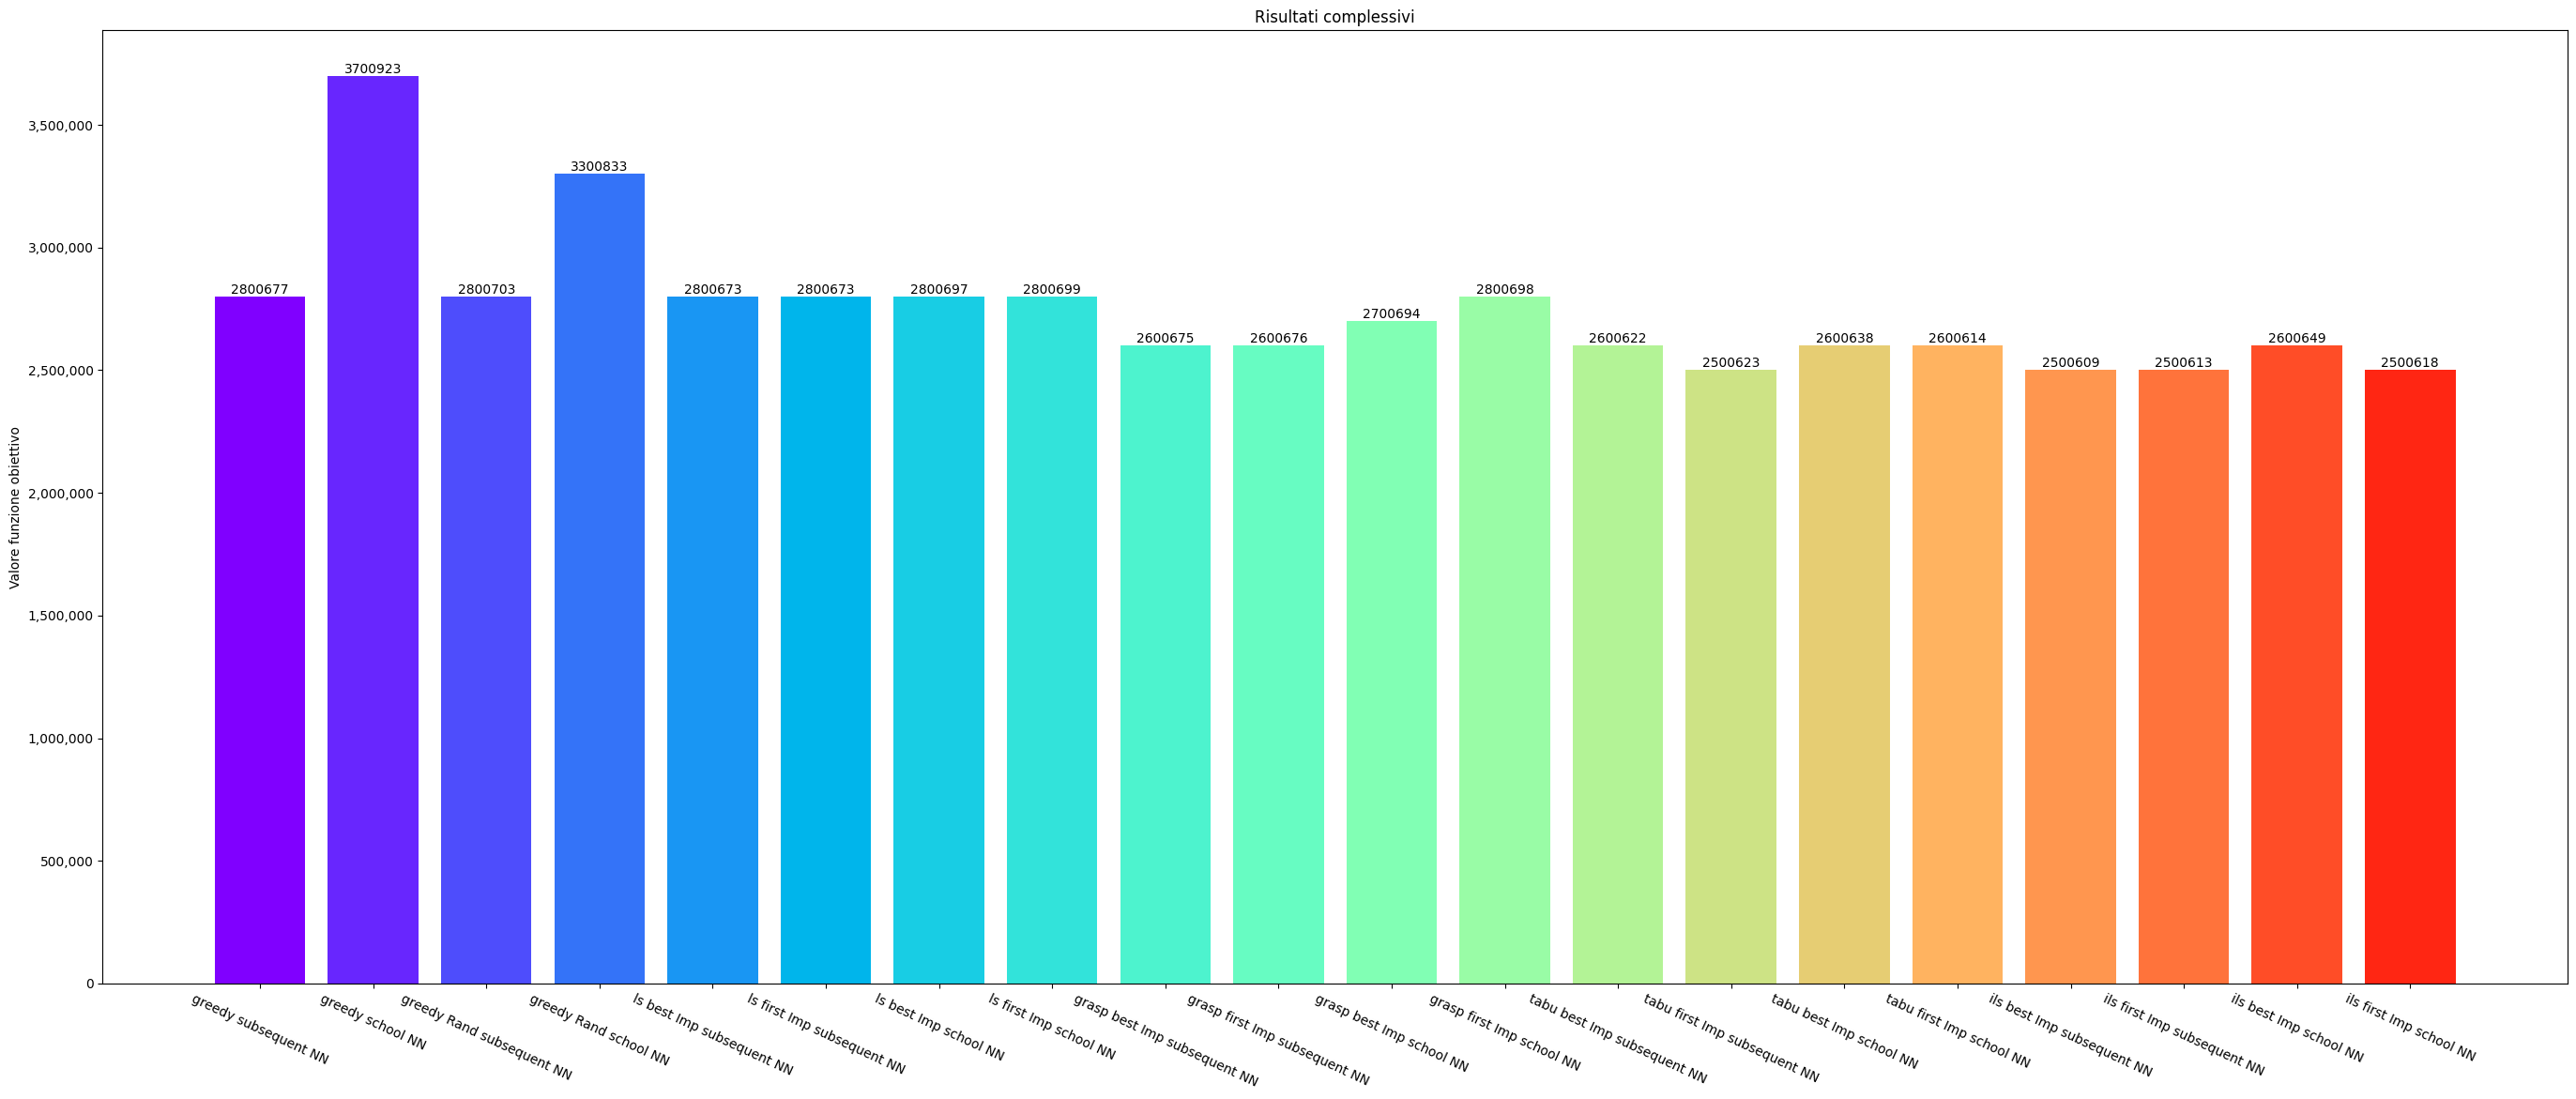 Risultati complessivi
Valore funzione obiettivo
3,500,000
3,000,000
2,500,000
2,000,000
1,500,000
1,000,000
500,000
0
2800677
3700923
2800703
3300833
2800673
2800673
2800697
2800699
2600675
2600676
2700694
2800698
2600622
2500623
2600638
2600614
2500609
2500613
2600649
2500618
greedy subsequent NN
greedy school NN
greedy Rand subsequent NN
greedy Rand school NN
ls best Imp subsequent NN
ls first Imp subsequent NN
ls best Imp school NN
ls first Imp school NN
grasp best Imp subsequent NN
grasp first Imp subsequent NN
grasp best Imp school NN
grasp first Imp school NN
tabu best Imp subsequent NN
tabu first Imp subsequent NN
tabu best Imp school NN
tabu first Imp school NN
ils best Imp subsequent NN
ils first Imp subsequent NN
ils best Imp school NN
ils first Imp school NN